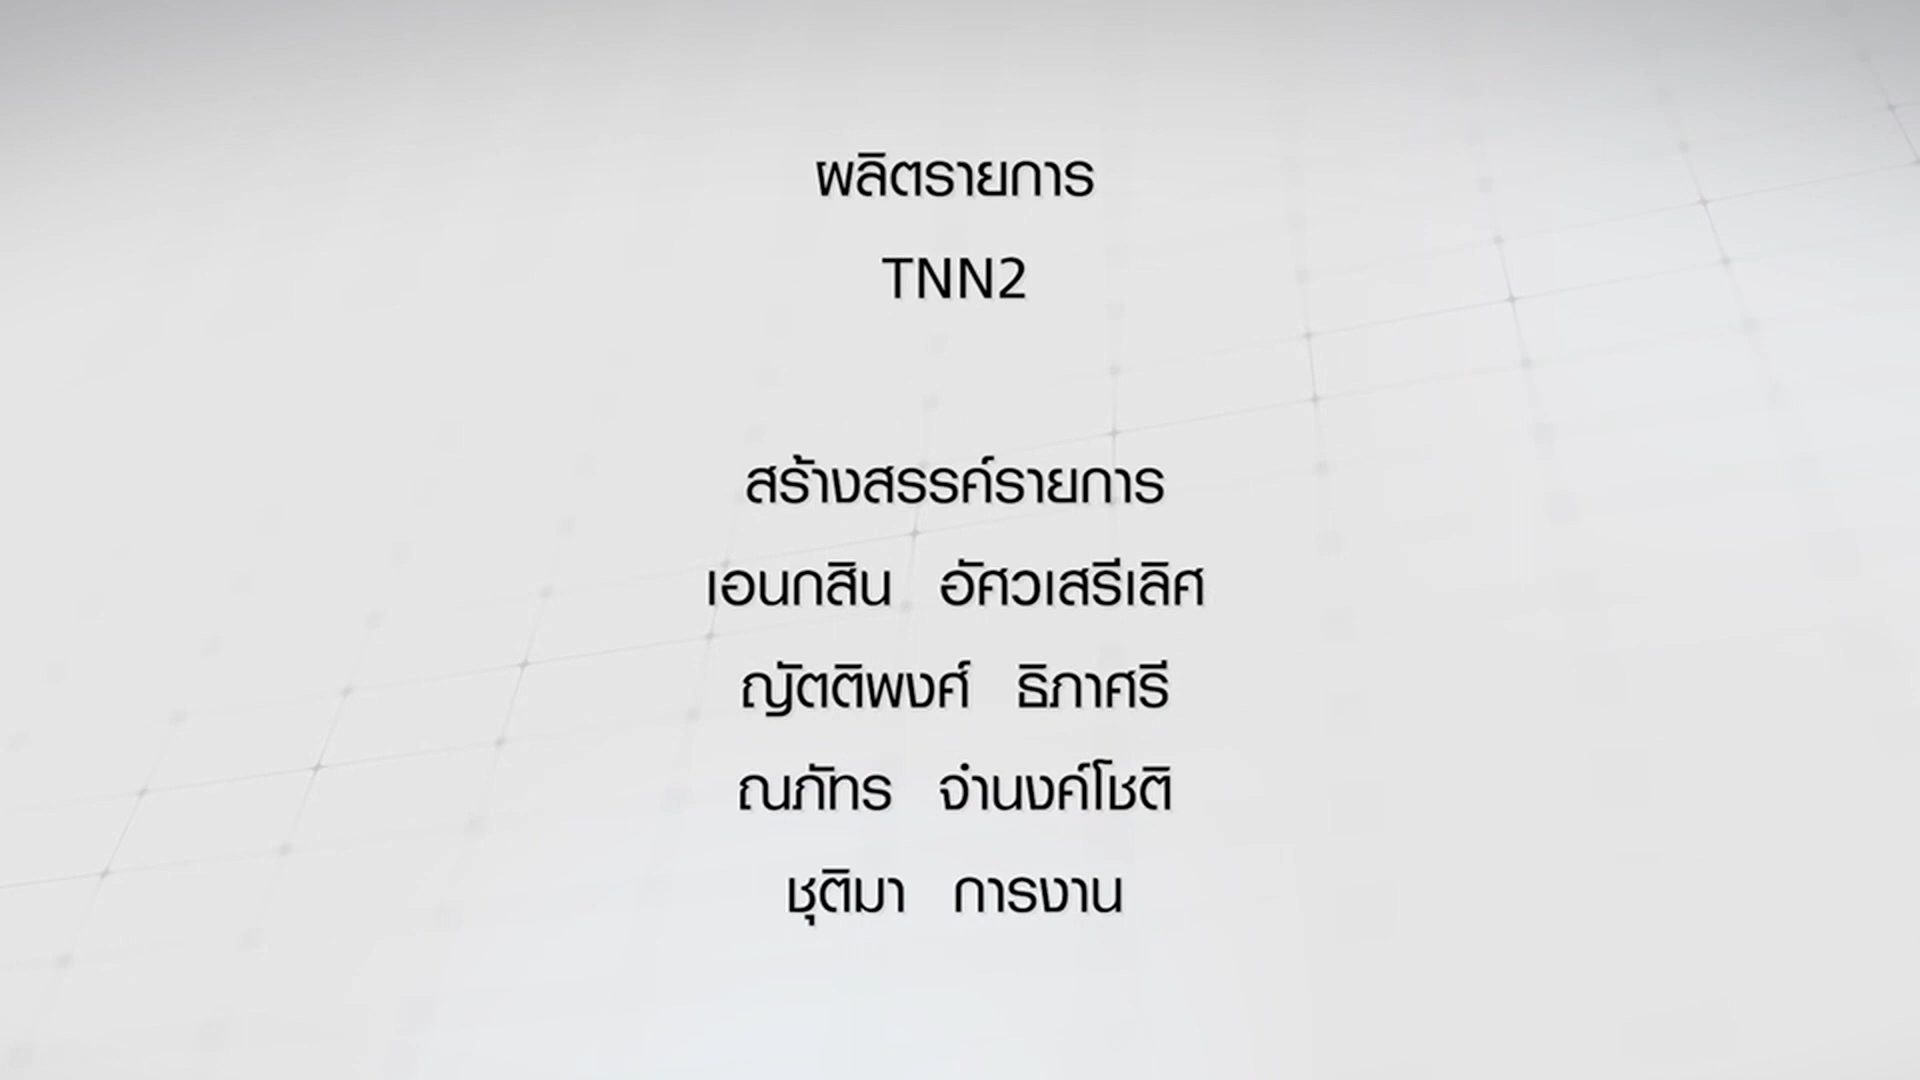 ผลิตรายการ
TNN2
สร้างสรรค์รายการ
เอนกสิน อัศวเสรีเลิศ
ญัตติพงศ์ ธิภาศรี
ณภัทร จำนงค์โชติ
ชุติมา การงาน